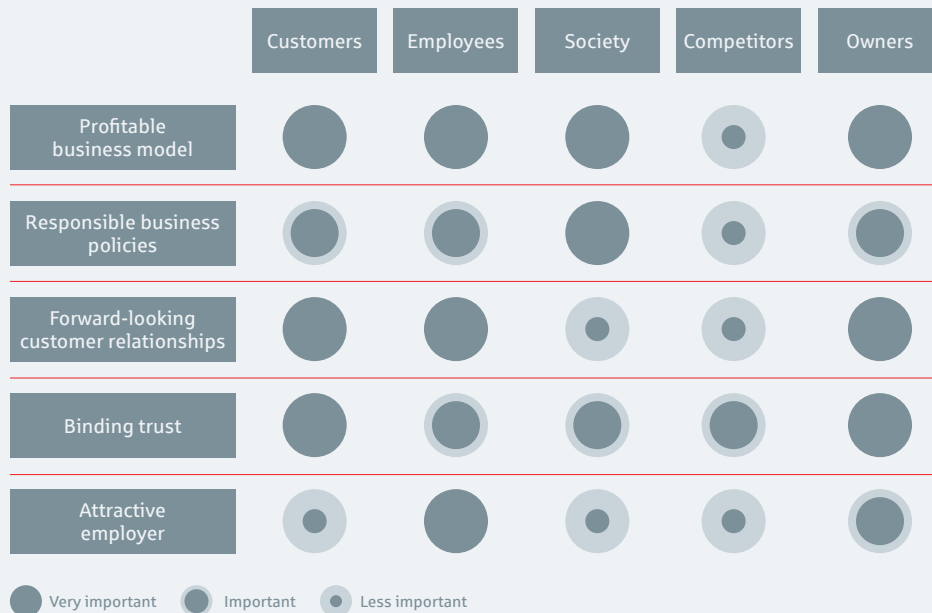 Customers
Employees
Society
Competitors
Owners
Profitable
business model
Responsible business
policies
Forward-looking
customer relationships
Binding trust
Attractive
employer
Very important
Important
Less important